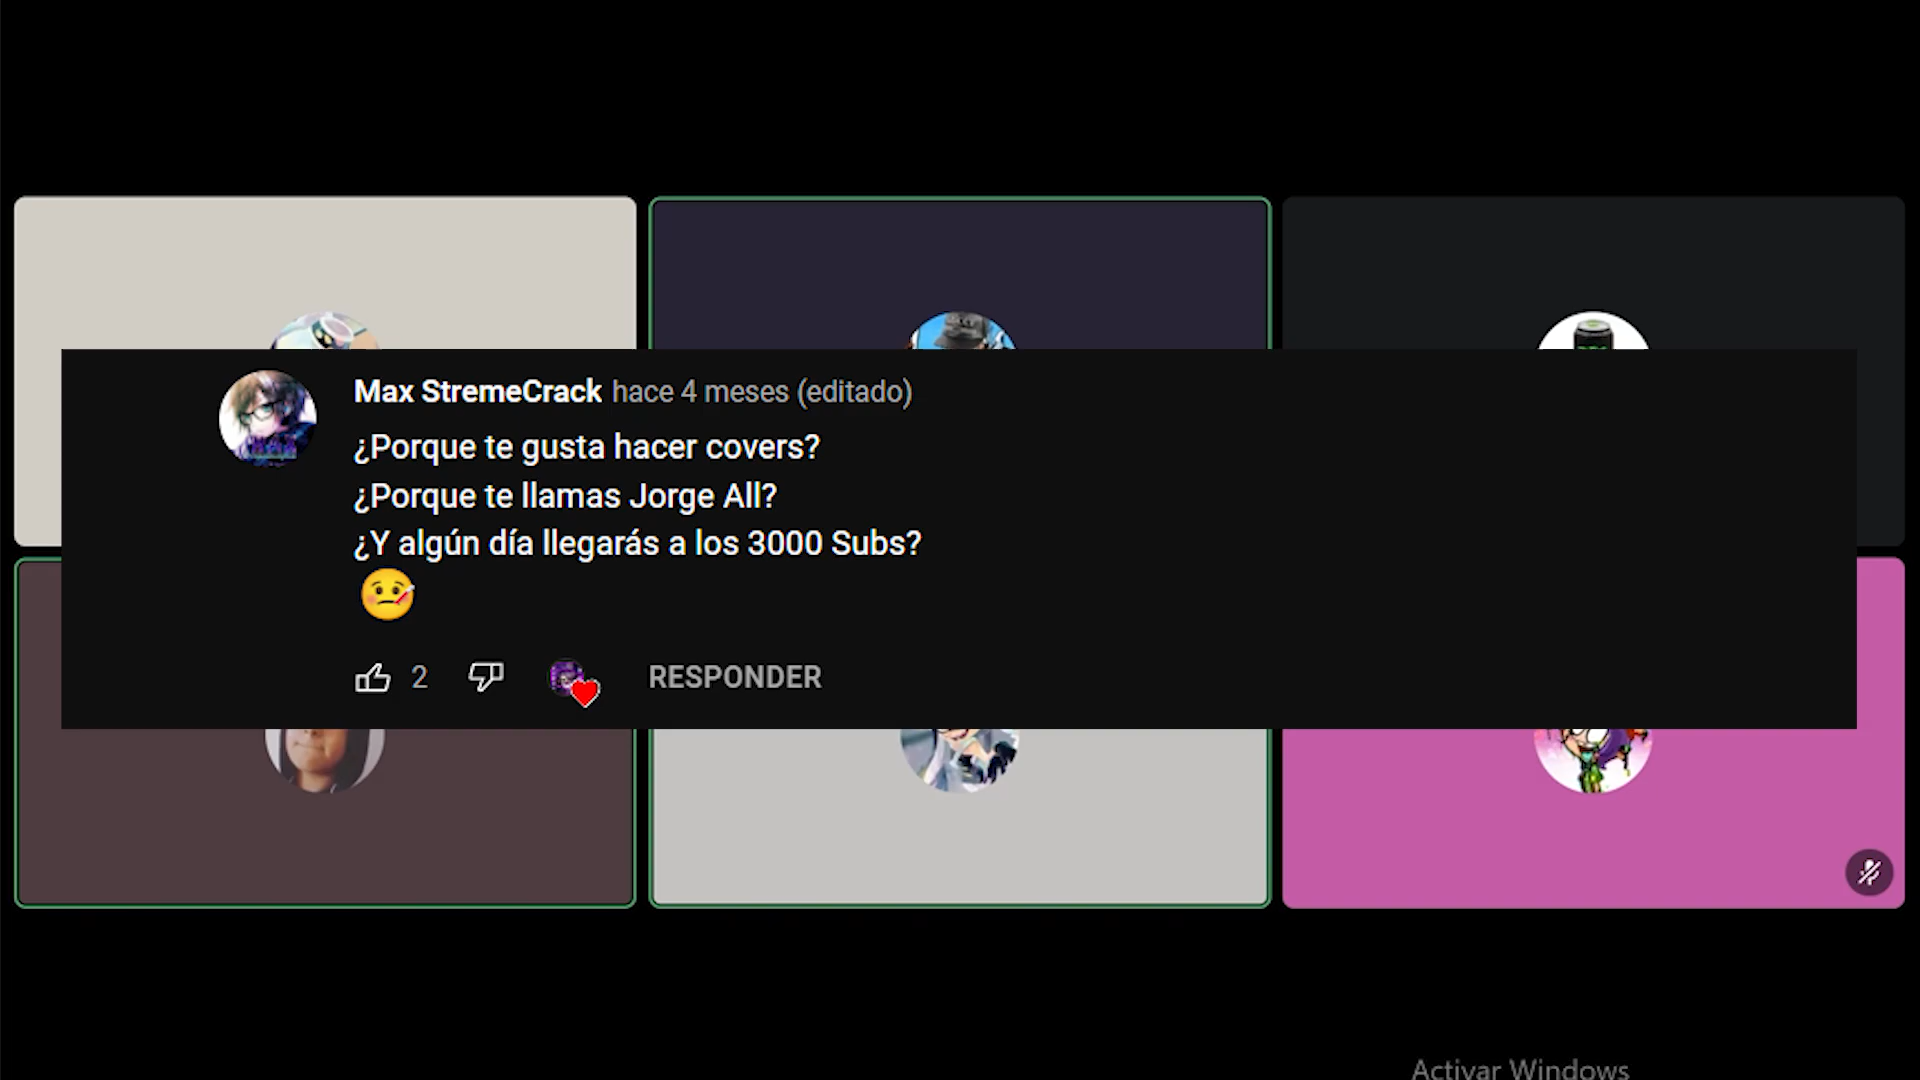 Max StremeCrack hace 4 meses (editado)
¿Porque te gusta hacer covers?
¿Porque te llamas Jorge All?
¿Y algún día llegarás a los 3000 Subs?
🤒
2 RESPONDER
Activar Windows